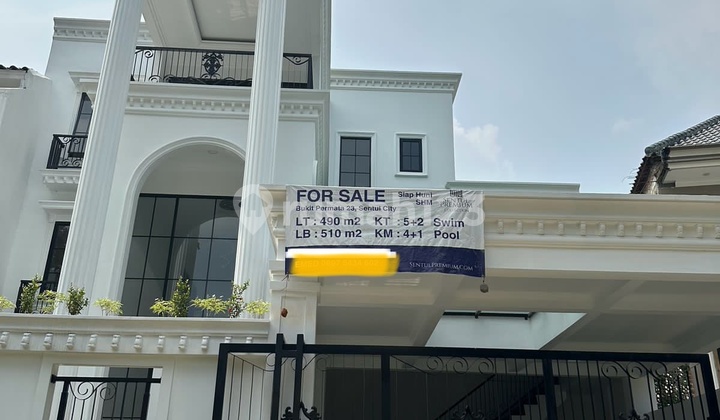 FOR SALE
Siap Huni
SHM
Bukit Permata 23, Sentul City
LT : 490 m2 KT : 5+2 Swim
LB : 510 m2 KM : 4+1 Pool
SENTULPREMIUM.COM